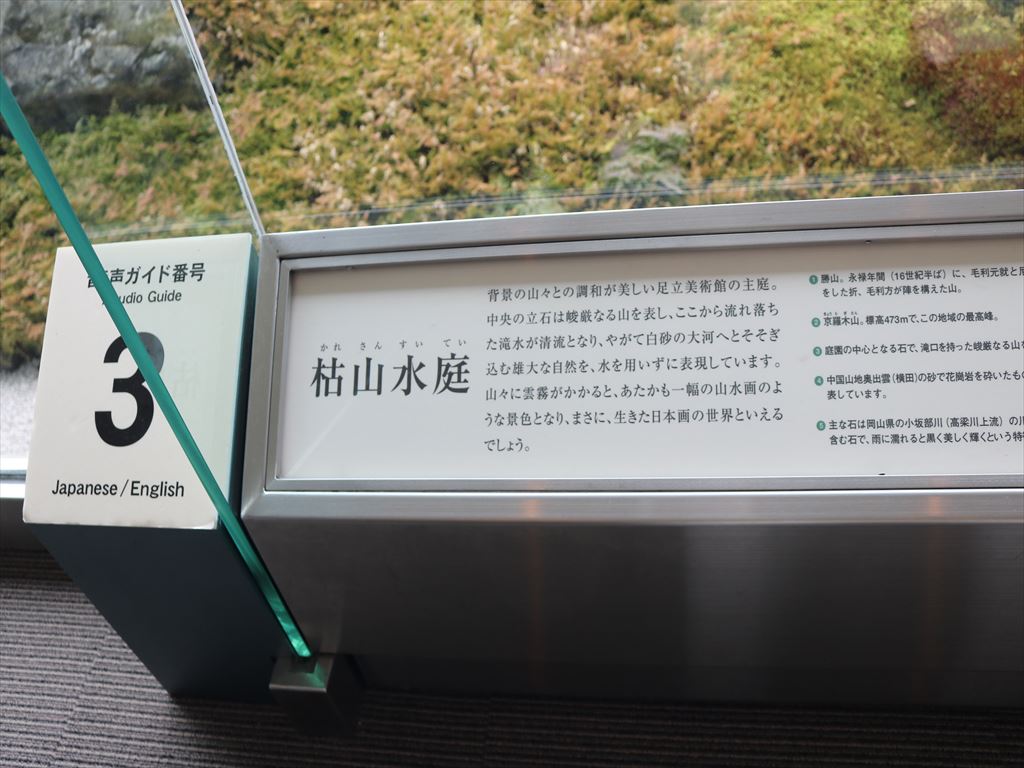 声ガイド番号
Audio Guide
3
Japanese/English
かれ さん すい てい
枯山水庭
背景の山々との調和が美しい足立美術館の主庭。
中央の立石は峻厳なる山を表し、ここから流れ落ち
た滝水が清流となり、やがて白砂の大河へとそそぎ
込む雄大な自然を、水を用いずに表現しています。
山々に雲霧がかかると、あたかも一幅の山水画のよ
うな景色となり、まさに、生きた日本画の世界といえる
でしょう。
1 勝山。永禄年間（16世紀半ば）に、毛利元就と尼
をした折、毛利方が陣を構えた山。
2 京羅木山。標高473mで、この地域の最高峰。
3 庭園の中心となる石で、滝口を持った峻厳なる山
4 中国山地奥出雲（横田）の砂で花崗岩を砕いたも
表しています。
5 主な石は岡山県の小坂部川（高梁川上流）の
含む石で、雨に濡れると黒く美しく輝くという特